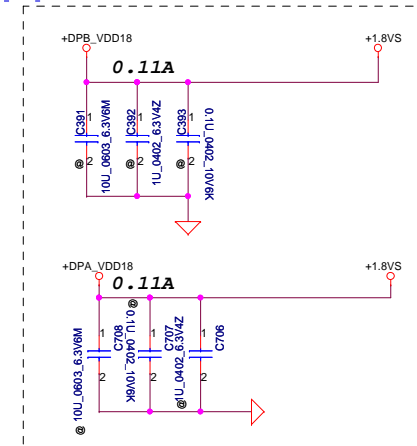 +DPB_VDD18
+1.8VS
0.11A
C391
1
2
@
10U_0603_6.3V6M
C392
1
2
1U_0402_6.3V4Z
C393
1
2
@
0.1U_0402_10V6K
+DPA_VDD18
+1.8VS
0.11A
@ 10U_0603_6.3V6M
C708
1
2
@
0.1U_0402_10V6K
C707
1
2
@
1U_0402_6.3V4Z
C706
1
2